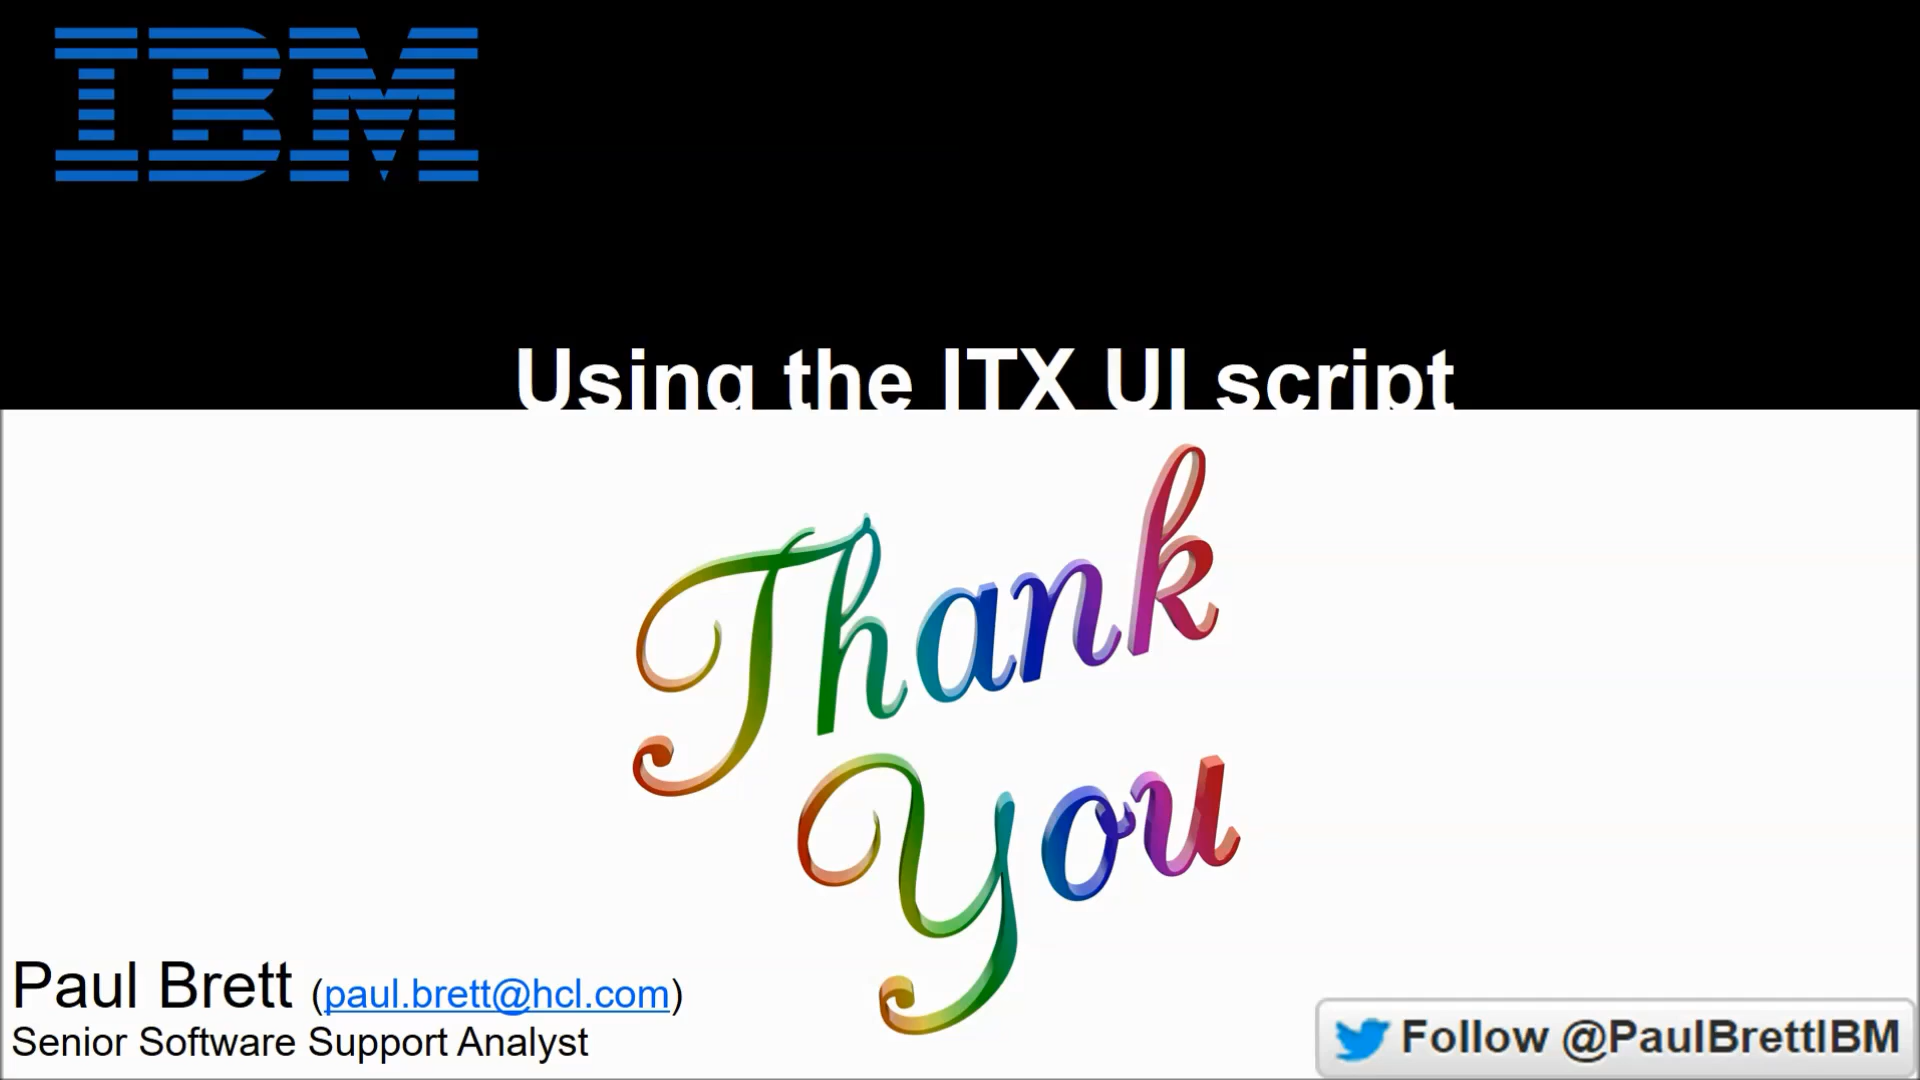 IBM
Using the ITX UI script
Thank
You
Paul Brett (paul.brett@hcl.com)
Senior Software Support Analyst
Follow @PaulBrettIBM